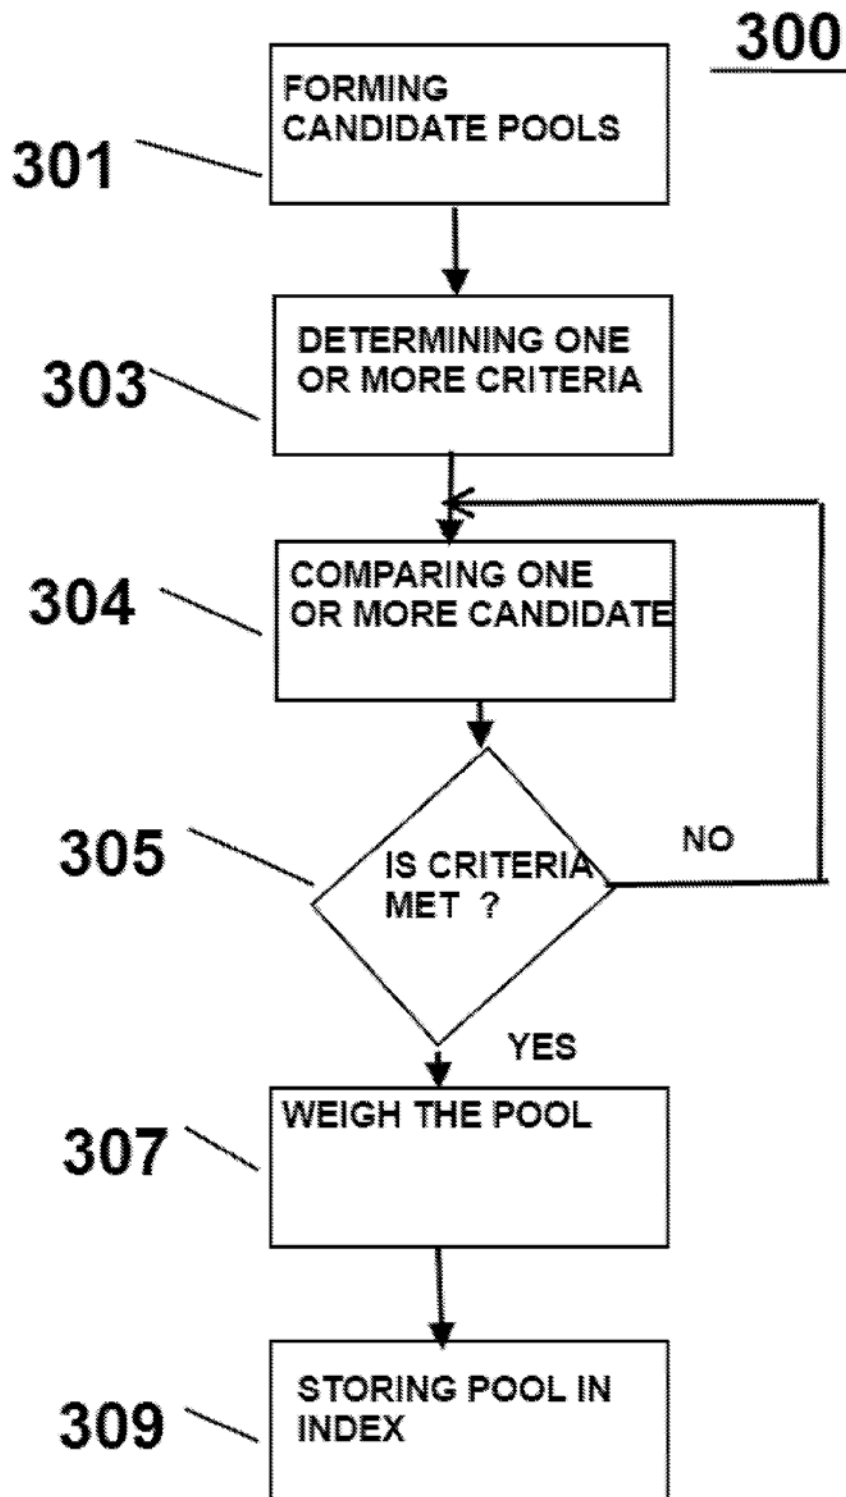 300
FORMING
CANDIDATE POOLS
301
DETERMINING ONE
OR MORE CRITERIA
303
COMPARING ONE
OR MORE CANDIDATE
304
IS CRITERIA
MET ?
305
NO
YES
WEIGH THE POOL
307
STORING POOL IN
INDEX
309